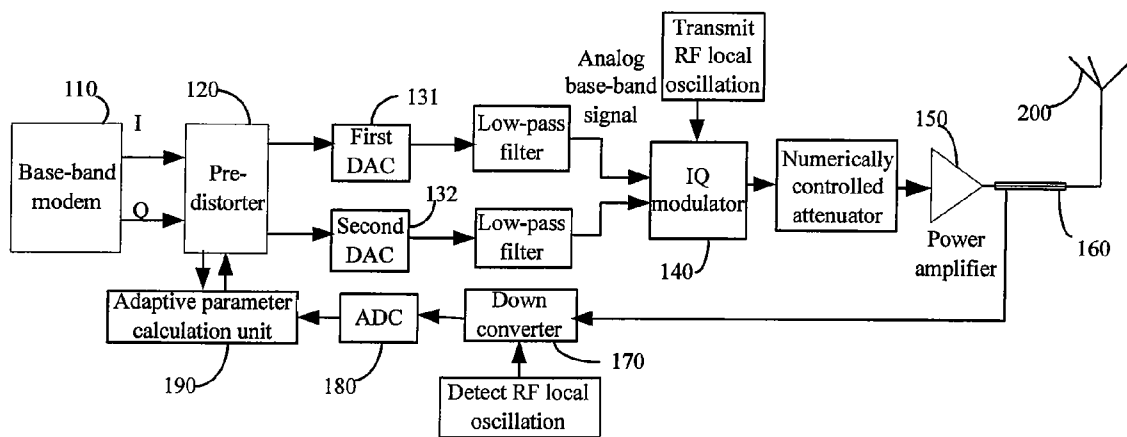 Transmit
RF local
oscillation
Analog
base-band
signal
200
110
120
131
150
I
First
DAC
Low-pass
filter
Base-band
modem
Pre-
distorter
IQ
modulator
Numerically
controlled
attenuator
Q
132
Second
DAC
Low-pass
filter
140
Power
amplifier
160
Adaptive parameter
calculation unit
ADC
Down
converter
190
180
170
Detect RF local
oscillation